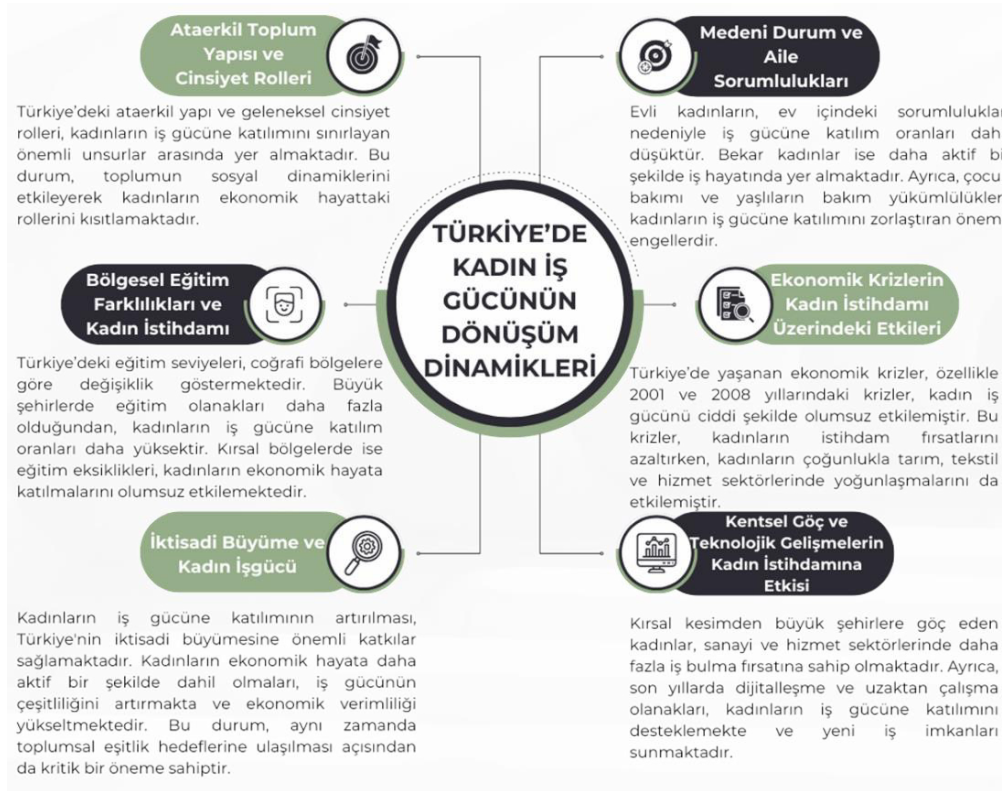 Ataerkil Toplum
Yapısı ve
Cinsiyet Rolleri
Türkiye’deki ataerkil yapı ve geleneksel cinsiyet
rolleri, kadınların iş gücüne katılımını sınırlayan
önemli unsurlar arasında yer almaktadır. Bu
durum, toplumun sosyal dinamiklerini
etkileyerek kadınların ekonomik hayattaki
rollerini kısıtlamaktadır.
Medeni Durum ve
Aile
Sorumlulukları
Evli kadınların, ev içindeki sorumluluklar
nedeniyle iş gücüne katılım oranları dah
düşüktür. Bekar kadınlar ise daha aktif bi
şekilde iş hayatında yer almaktadır. Ayrıca, çocu
bakımı ve yaşlıların bakım yükümlülükler
kadınların iş gücüne katılımını zorlaştıran önem
engellerdir.
TÜRKİYE’DE
KADIN İŞ
GÜCÜNÜN
DÖNÜŞÜM
DİNAMİKLERİ
Bölgesel Eğitim
Farklılıkları ve
Kadın İstihdamı
Türkiye’deki eğitim seviyeleri, coğrafi bölgelere
göre değişiklik göstermektedir. Büyük
şehirlerde eğitim olanakları daha fazla
olduğundan, kadınların iş gücüne katılım
oranları daha yüksektir. Kırsal bölgelerde ise
eğitim eksiklikleri, kadınların ekonomik hayata
katılmalarını olumsuz etkilemektedir.
Ekonomik Krizlerin
Kadın İstihdamı
Üzerindeki Etkileri
Türkiye’de yaşanan ekonomik krizler, özellikle
2001 ve 2008 yıllarındaki krizler, kadın iş
gücünü ciddi şekilde olumsuz etkilemiştir. Bu
krizler, kadınların istihdam fırsatlarını
azaltırken, kadınların çoğunlukla tarım, tekstil
ve hizmet sektörlerinde yoğunlaşmalarını da
etkilemiştir.
İktisadi Büyüme ve
Kadın İşgücü
Kadınların iş gücüne katılımının artırılması,
Türkiye'nin iktisadi büyümesine önemli katkılar
sağlamaktadır. Kadınların ekonomik hayata daha
aktif bir şekilde dahil olmaları, iş gücünün
çeşitliliğini artırmakta ve ekonomik verimliliği
yükseltmektedir. Bu durum, aynı zamanda
toplumsal eşitlik hedeflerine ulaşılması açısından
da kritik bir öneme sahiptir.
Kentsel Göç ve
Teknolojik Gelişmelerin
Kadın İstihdamına
Etkisi
Kırsal kesimden büyük şehirlere göç eden
kadınlar, sanayi ve hizmet sektörlerinde daha
fazla iş bulma fırsatına sahip olmaktadır. Ayrıca,
son yıllarda dijitalleşme ve uzaktan çalışma
olanakları, kadınların iş gücüne katılımını
desteklemekte ve yeni iş imkanları
sunmaktadır.